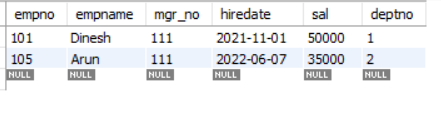 empno empname mgr_no hiredate sal deptno
101 Dinesh 111 2021-11-01 50000 1
105 Arun 111 2022-06-07 35000 2
NULL NULL NULL NULL NULL NULL